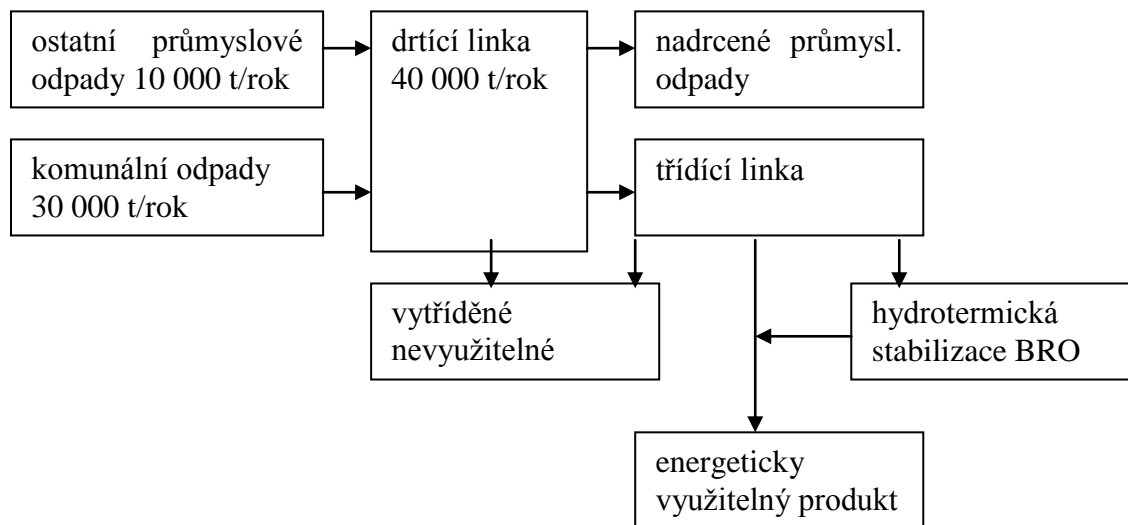 ostatní průmyslové
odpady 10 000 t/rok
drtící linka
40 000 t/rok
nadrcené průmysl.
odpady
komunální odpady
30 000 t/rok
třídící linka
vytříděné
nevyužitelné
hydrotermická
stabilizace BRO
energeticky
využitelný produkt